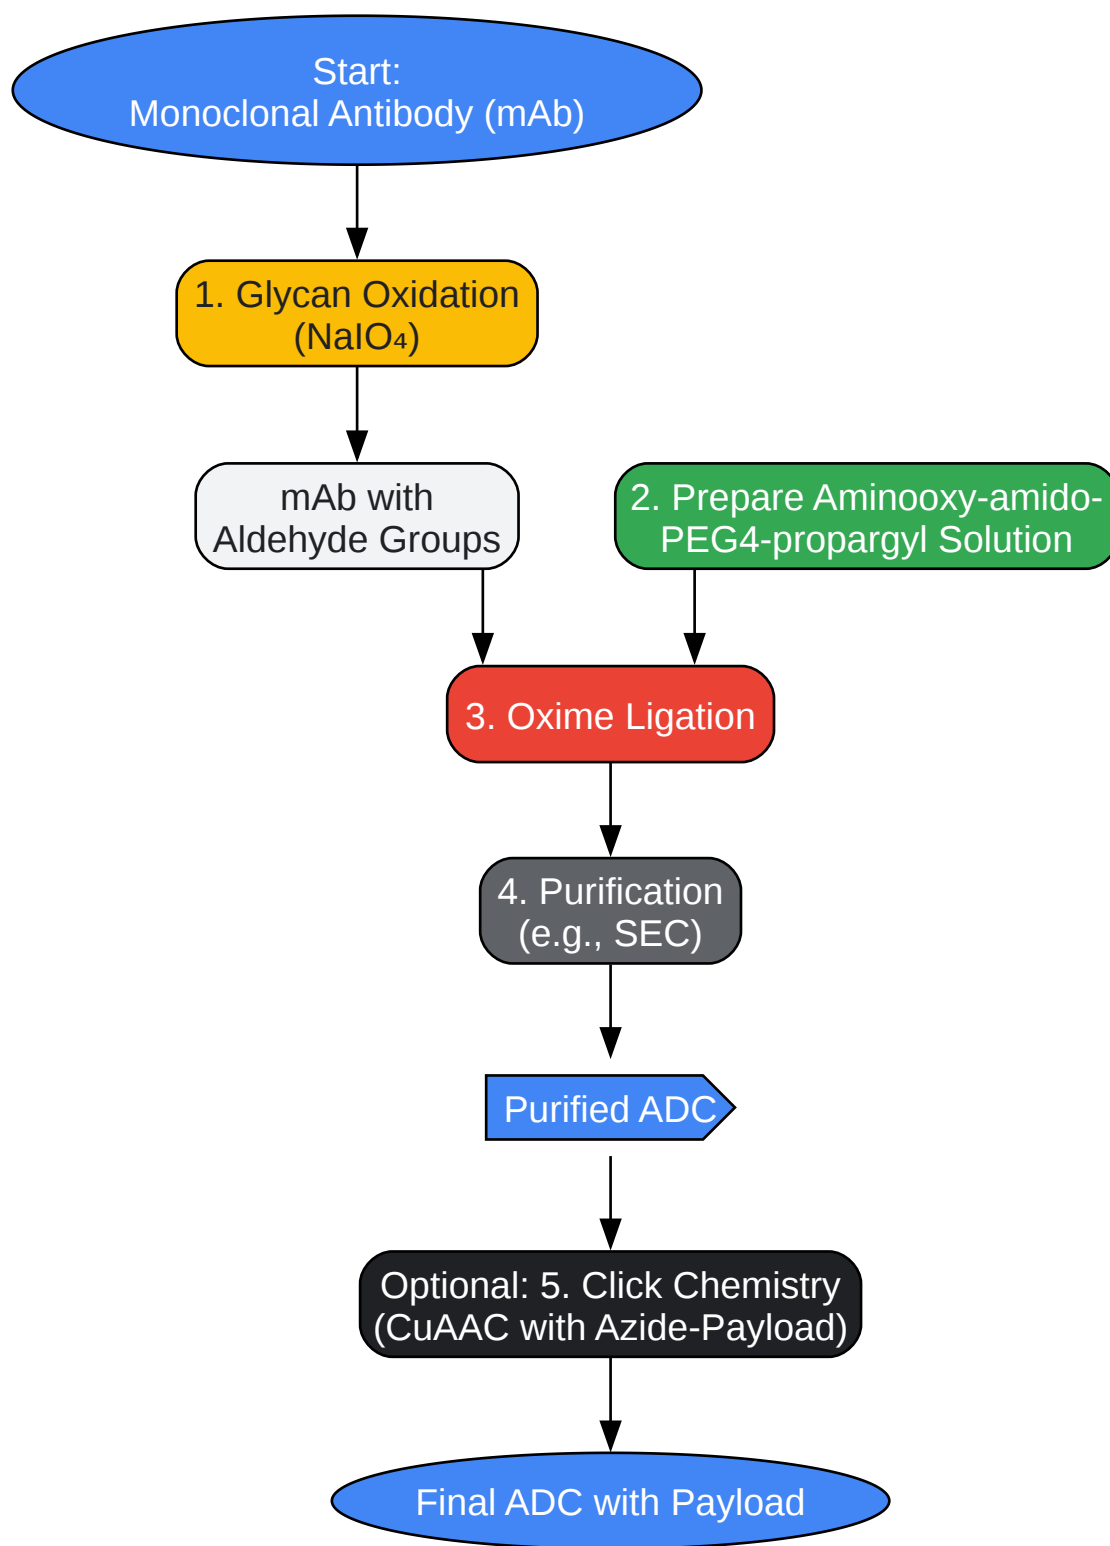 Start:
Monoclonal Antibody (mAb)
1. Glycan Oxidation
(NaIO₄)
mAb with
Aldehyde Groups
2. Prepare Aminooxy-amido-
PEG4-propargyl Solution
3. Oxime Ligation
4. Purification
(e.g., SEC)
Purified ADC
Optional: 5. Click Chemistry
(CuAAC with Azide-Payload)
Final ADC with Payload